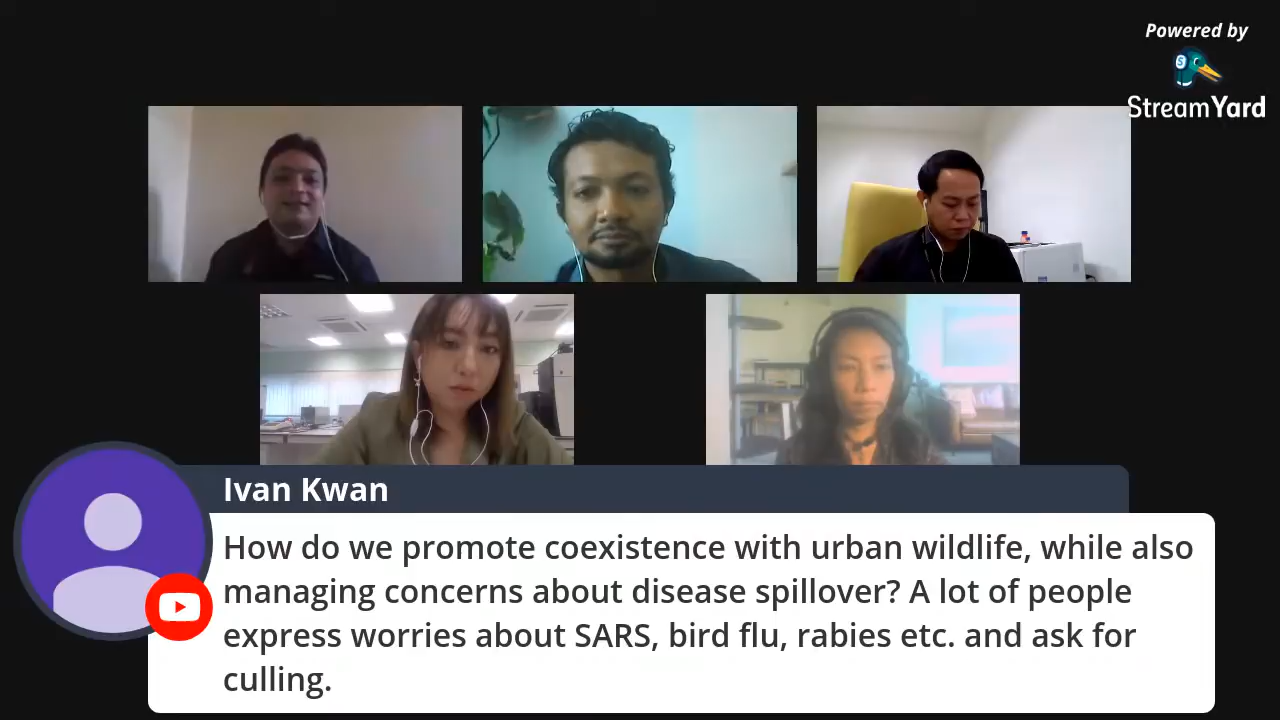 Powered by
StreamYard
Ivan Kwan
How do we promote coexistence with urban wildlife, while also
managing concerns about disease spillover? A lot of people
express worries about SARS, bird flu, rabies etc. and ask for
culling.